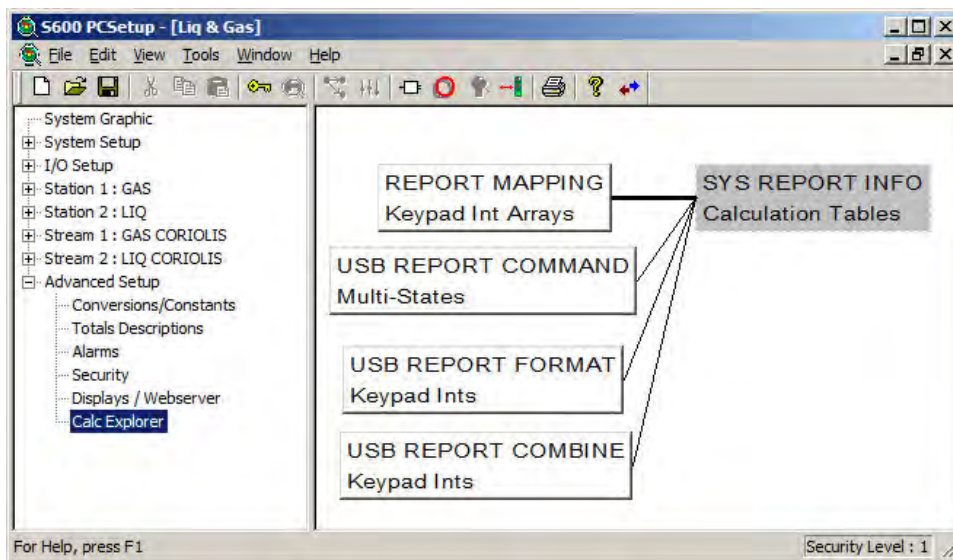 S600 PCSetup - [Liq & Gas]
File Edit View Tools Window Help
System Graphic
System Setup
I/O Setup
Station 1 : GAS
Station 2 : LIQ
Stream 1 : GAS CORIOLIS
Stream 2 : LIQ CORIOLIS
Advanced Setup
Conversions/Constants
Totals Descriptions
Alarms
Security
Displays / Webserver
Calc Explorer
REPORT MAPPING
Keypad Int Arrays
SYS REPORT INFO
Calculation Tables
USB REPORT COMMAND
Multi-States
USB REPORT FORMAT
Keypad Ints
USB REPORT COMBINE
Keypad Ints
For Help, press F1
Security Level : 1